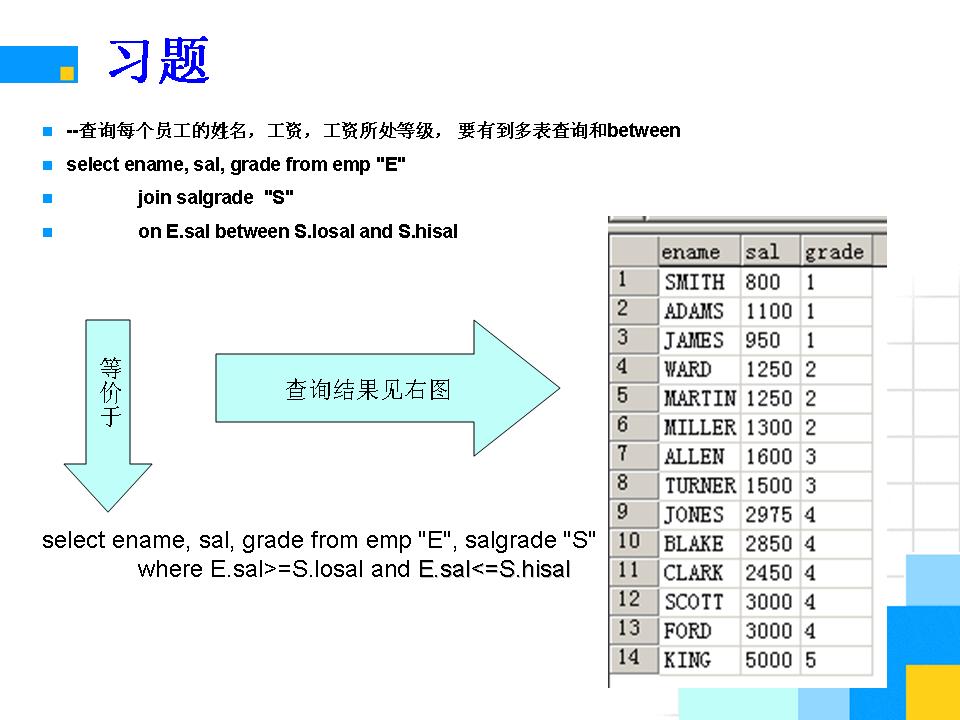 习题
--查询每个员工的姓名，工资，工资所处等级， 要有到多表查询和between
select ename, sal, grade from emp "E"
join salgrade  "S"
on E.sal between S.losal and S.hisal
等
价
于
查询结果见右图
select ename, sal, grade from emp "E", salgrade "S"
where E.sal>=S.losal and E.sal<=S.hisal
ename sal grade
1 SMITH 800 1
2 ADAMS 1100 1
3 JAMES 950 1
4 WARD 1250 2
5 MARTIN 1250 2
6 MILLER 1300 2
7 ALLEN 1600 3
8 TURNER 1500 3
9 JONES 2975 4
10 BLAKE 2850 4
11 CLARK 2450 4
12 SCOTT 3000 4
13 FORD 3000 4
14 KING 5000 5